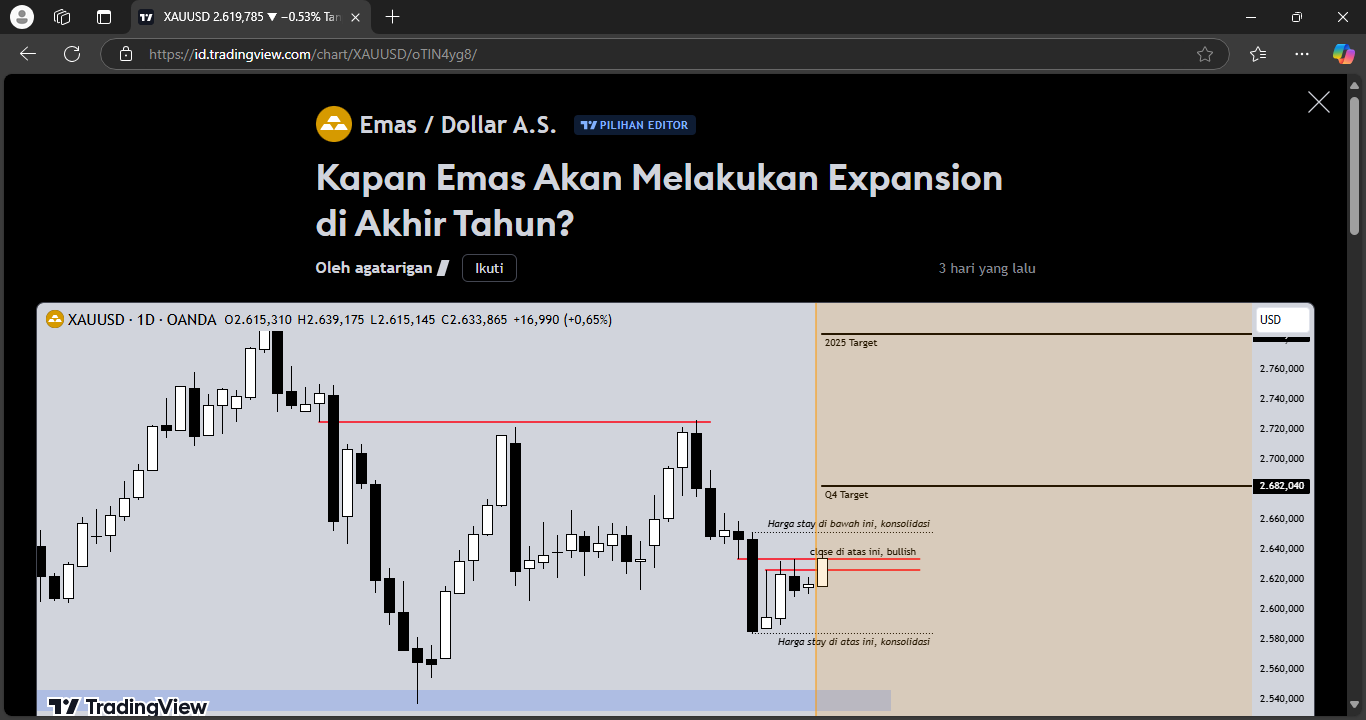 XAUUSD 2.619,785 ▼ −0.53% Tan
https://id.tradingview.com/chart/XAUUSD/oTIN4yg8/
Emas / Dollar A.S.
PILIHAN EDITOR
Kapan Emas Akan Melakukan Expansion
di Akhir Tahun?
Oleh agatarigan
Ikuti
3 hari yang lalu
XAUUSD · 1D · OANDA O2.615,310 H2.639,175 L2.615,145 C2.633,865 +16,990 (+0,65%)
USD
2025 Target
2.760,000
2.740,000
2.720,000
2.700,000
2.682,040
Q4 Target
2.660,000
Harga stay di bawah ini, konsolidasi
2.640,000
close di atas ini, bullish
2.620,000
2.600,000
2.580,000
Harga stay di atas ini, konsolidasi
2.560,000
2.540,000
TradingView